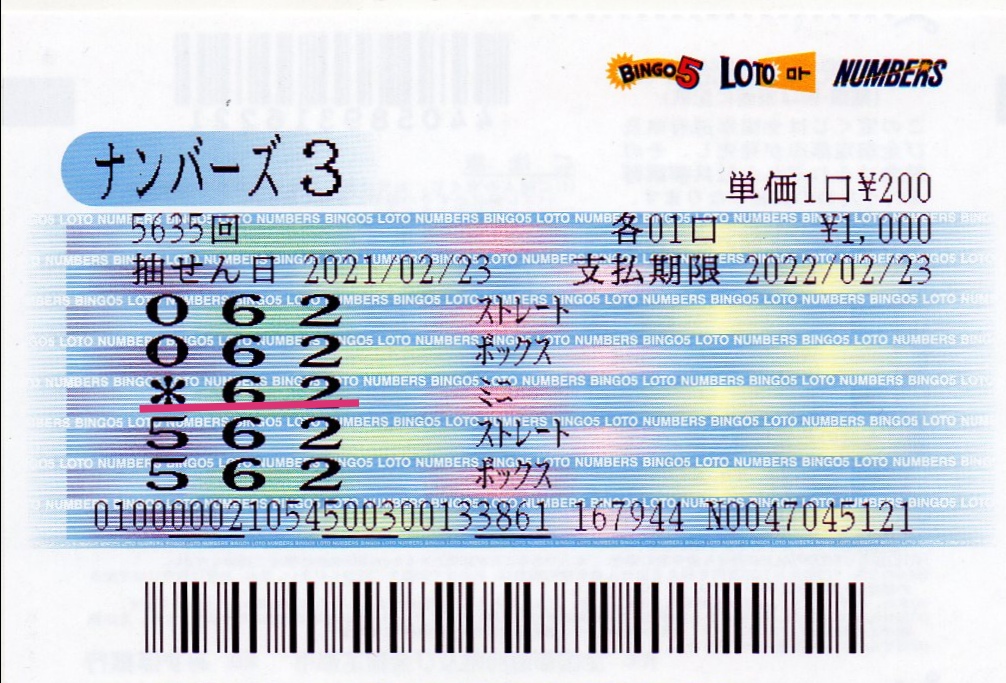 BINGO5 LOTO ロト NUMBERS
ナンバーズ3
単価1口¥200
5635回 各01口 ¥1,000
抽せん日 2021/02/23 支払期限 2022/02/23
0 6 2 ストレート
0 6 2 ボックス
* 6 2 ミニ
5 6 2 ストレート
5 6 2 ボックス
010000021054500300133861 167944 N0047045121